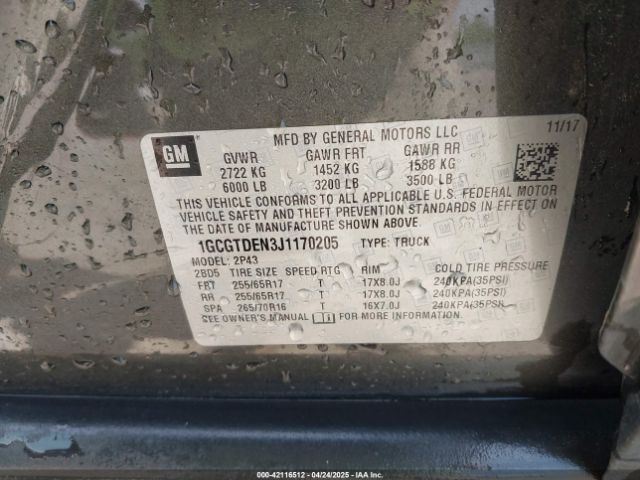 GM
MFD BY GENERAL MOTORS LLC 11/17
GVWR GAWR FRT GAWR RR
2722 KG 1452 KG 1588 KG
6000 LB 3200 LB 3500 LB
THIS VEHICLE CONFORMS TO ALL APPLICABLE U.S. FEDERAL MOTOR
VEHICLE SAFETY AND THEFT PREVENTION STANDARDS IN EFFECT ON
THE DATE OF MANUFACTURE SHOWN ABOVE.
1GCGTDEN3J1170205 TYPE: TRUCK
MODEL: 2P43
2BD5 TIRE SIZE SPEED RTG RIM COLD TIRE PRESSURE
FRT 255/65R17 T 17X8.0J 240KPA(35PSI)
RR 255/65R17 T 17X8.0J 240KPA(35PSI)
SPA 265/70R16 T 16X7.0J 240KPA(35PSI)
SEE OWNER'S MANUAL FOR MORE INFORMATION.
000-42116512 - 04/24/2025 - IAAI, Inc.